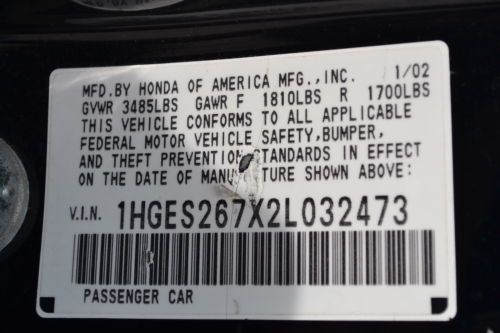 MFD.BY HONDA OF AMERICA MFG.,INC. 1/02
GVWR 3485LBS GAWR F 1810LBS R 1700LBS
THIS VEHICLE CONFORMS TO ALL APPLICABLE
FEDERAL MOTOR VEHICLE SAFETY,BUMPER,
AND THEFT PREVENTION STANDARDS IN EFFECT
ON THE DATE OF MANUFACTURE SHOWN ABOVE:
V.I.N. 1HGES267X2L032473
PASSENGER CAR